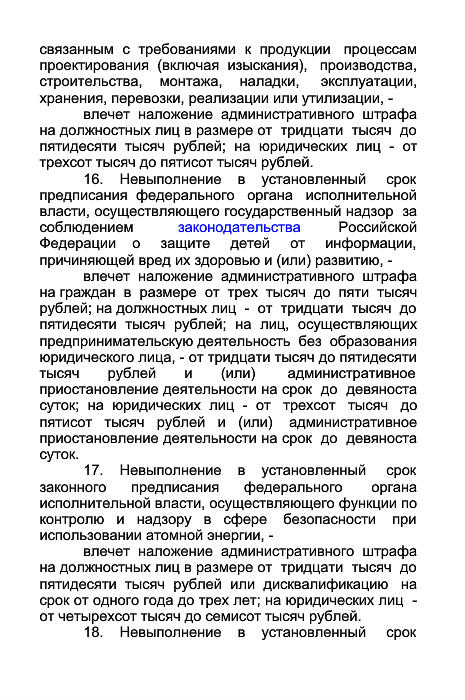 связанным с требованиями к продукции процессам
проектирования (включая изыскания), производства,
строительства, монтажа, наладки, эксплуатации,
хранения, перевозки, реализации или утилизации, -
влечет наложение административного штрафа
на должностных лиц в размере от тридцати тысяч до
пятидесяти тысяч рублей; на юридических лиц - от
трехсот тысяч до пятисот тысяч рублей.
16. Невыполнение в установленный срок
предписания федерального органа исполнительной
власти, осуществляющего государственный надзор за
соблюдением законодательства Российской
Федерации о защите детей от информации,
причиняющей вред их здоровью и (или) развитию, -
влечет наложение административного штрафа
на граждан в размере от трех тысяч до пяти тысяч
рублей; на должностных лиц - от тридцати тысяч до
пятидесяти тысяч рублей; на лиц, осуществляющих
предпринимательскую деятельность без образования
юридического лица, - от тридцати тысяч до пятидесяти
тысяч рублей и (или) административное
приостановление деятельности на срок до девяноста
суток; на юридических лиц - от трехсот тысяч до
пятисот тысяч рублей и (или) административное
приостановление деятельности на срок до девяноста
суток.
17. Невыполнение в установленный срок
законного предписания федерального органа
исполнительной власти, осуществляющего функции по
контролю и надзору в сфере безопасности при
использовании атомной энергии, -
влечет наложение административного штрафа
на должностных лиц в размере от тридцати тысяч до
пятидесяти тысяч рублей или дисквалификацию на
срок от одного года до трех лет; на юридических лиц -
от четырехсот тысяч до семисот тысяч рублей.
18. Невыполнение в установленный срок